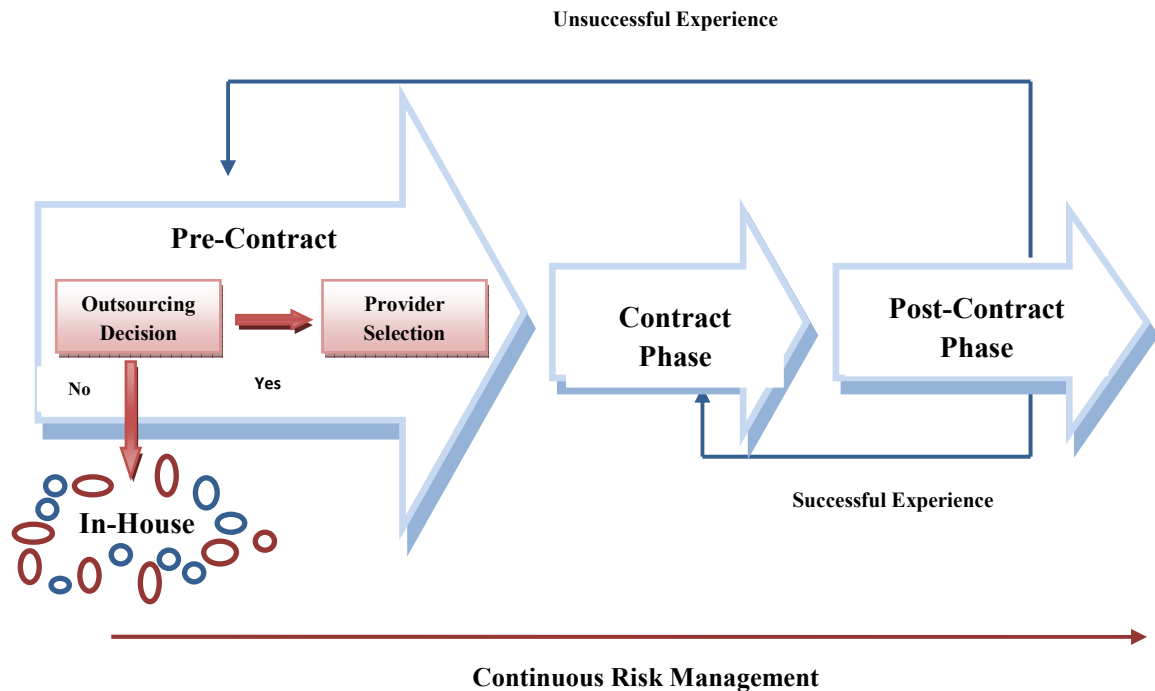 Unsuccessful Experience
Pre-Contract
Outsourcing
Decision
Provider
Selection
No
Yes
In-House
Contract
Phase
Post-Contract
Phase
Successful Experience
Continuous Risk Management